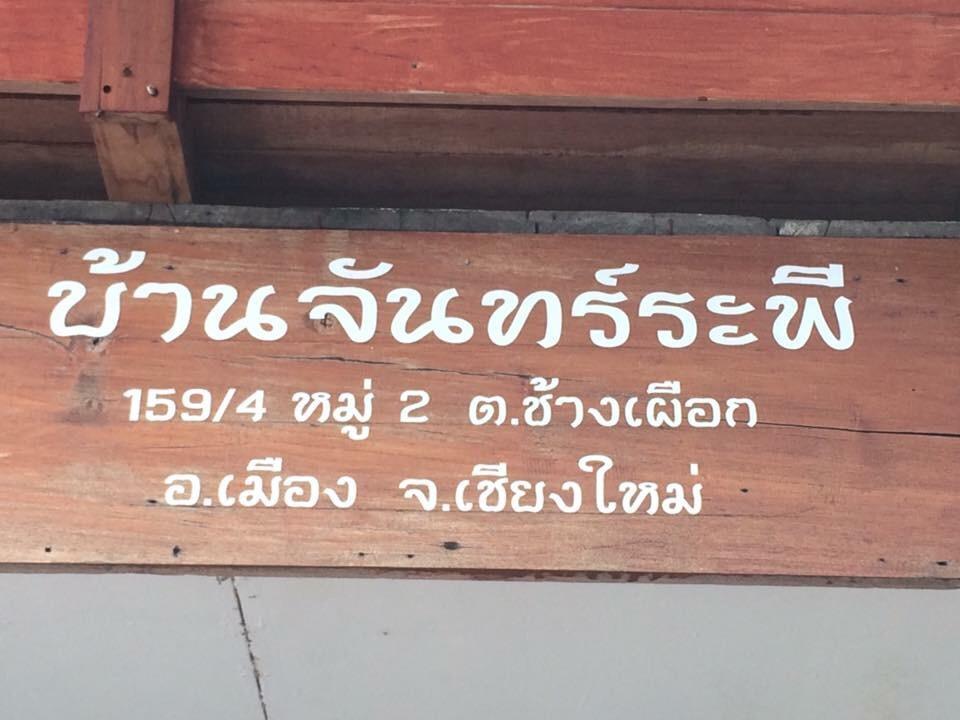 บ้านจันทร์ระพี
159/4 หมู่ 2 ต.ช้างเผือก
อ.เมือง จ.เชียงใหม่